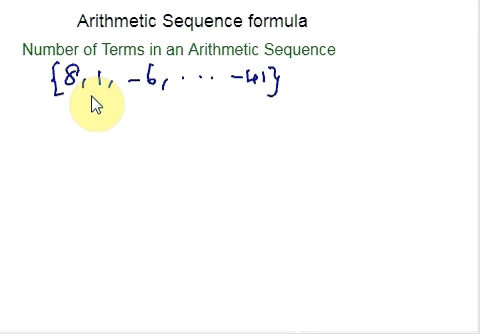 Arithmetic Sequence formula
Number of Terms in an Arithmetic Sequence
{8, 1, -6, ... -41}